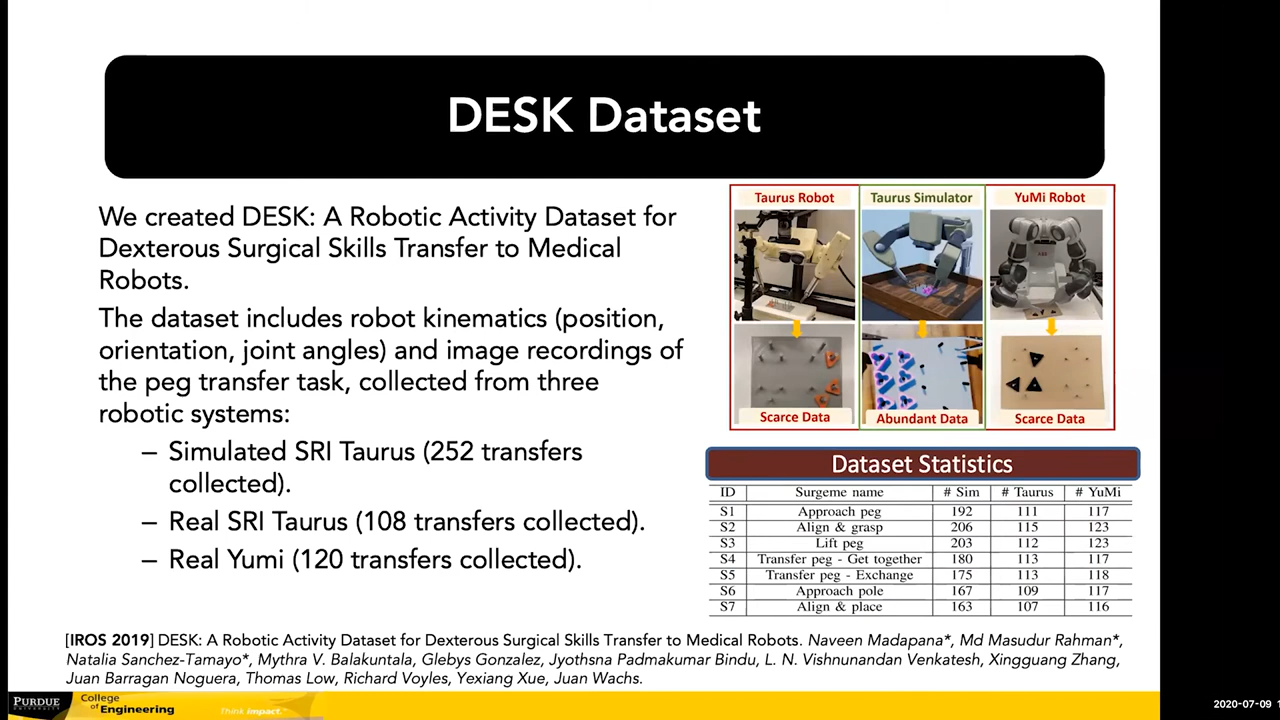 DESK Dataset
We created DESK: A Robotic Activity Dataset for
Dexterous Surgical Skills Transfer to Medical
Robots.
The dataset includes robot kinematics (position,
orientation, joint angles) and image recordings of
the peg transfer task, collected from three
robotic systems:
– Simulated SRI Taurus (252 transfers
collected).
– Real SRI Taurus (108 transfers collected).
– Real Yumi (120 transfers collected).
Taurus Robot Taurus Simulator YuMi Robot
Scarce Data Abundant Data Scarce Data
Dataset Statistics
ID Surgeme name # Sim # Taurus # YuMi
S1 Approach peg 192 111 117
S2 Align & grasp 206 115 123
S3 Lift peg 203 112 123
S4 Transfer peg - Get together 180 113 117
S5 Transfer peg - Exchange 175 113 118
S6 Approach pole 167 109 117
S7 Align & place 163 107 116
[IROS 2019] DESK: A Robotic Activity Dataset for Dexterous Surgical Skills Transfer to Medical Robots. Naveen Madapana*, Md Masudur Rahman*,
Natalia Sanchez-Tamayo*, Mythra V. Balakuntala, Glebys Gonzalez, Jyothsna Padmakumar Bindu, L. N. Vishnunandan Venkatesh, Xingguang Zhang,
Juan Barragan Noguera, Thomas Low, Richard Voyles, Yexiang Xue, Juan Wachs.
PURDUE
UNIVERSITY
College
of Engineering
Think impact.
2020-07-09